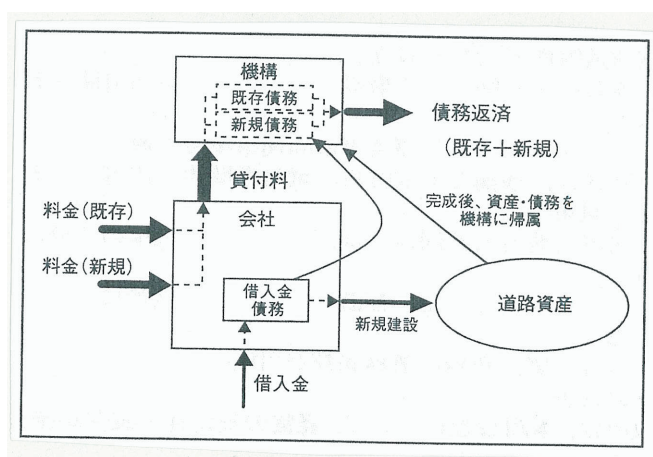 機構
既存債務
新規債務
債務返済
(既存＋新規)
貸付料
完成後、資産・債務を
機構に帰属
料金(既存)
会社
料金(新規)
借入金
債務
新規建設
道路資産
借入金